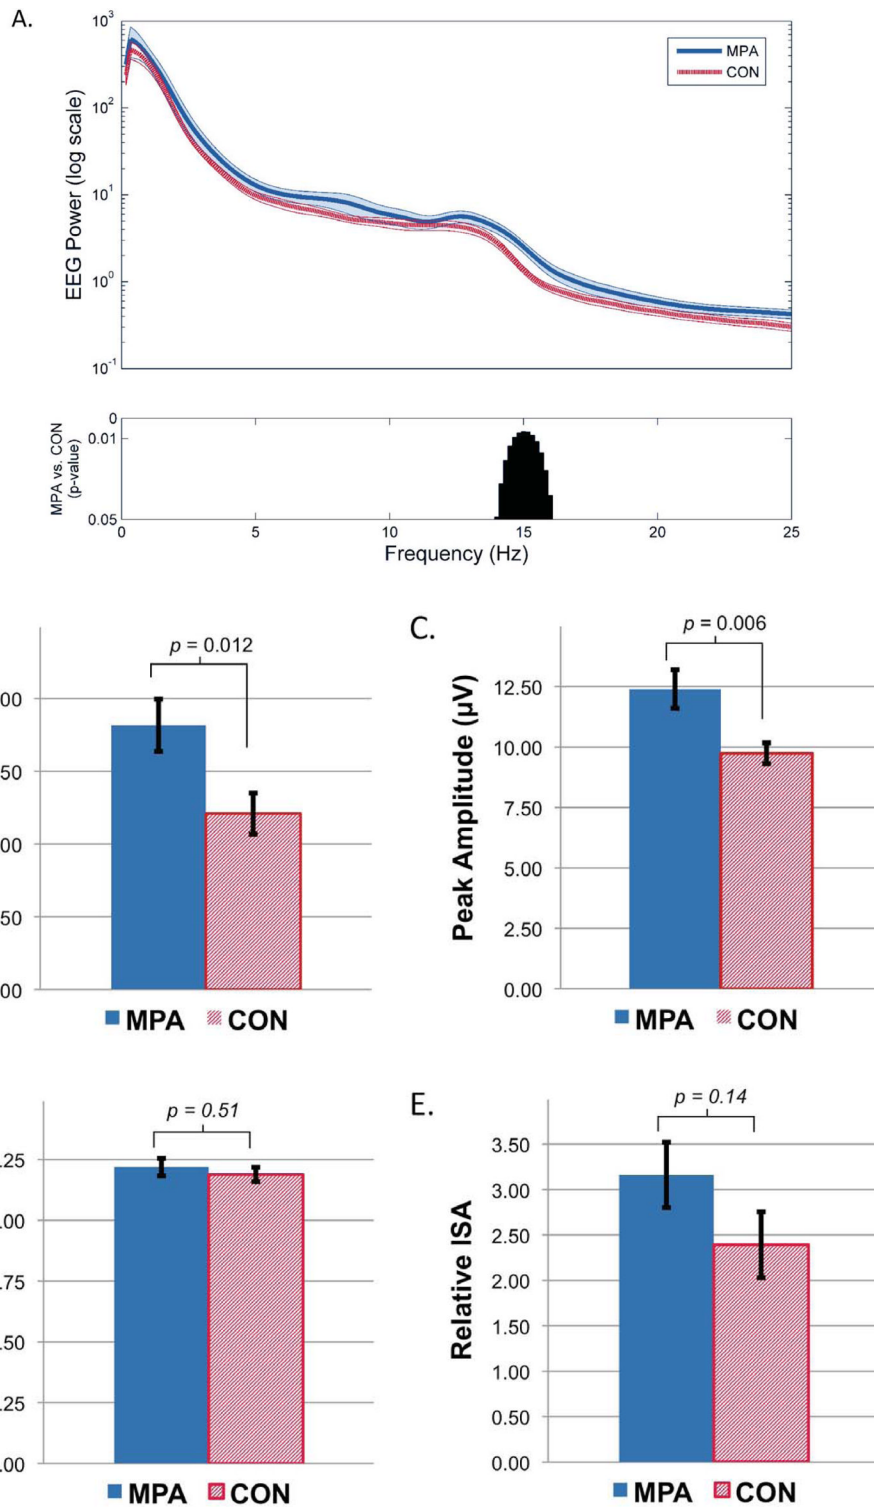 A.
10³
10²
10¹
10⁰
10⁻¹
EEG Power (log scale)
MPA
CON
0
0.01
0.05
MPA vs. CON
(p-value)
0 5 10 15 20 25
Frequency (Hz)
p = 0.012
00
50
00
50
00
MPA CON
C.
p = 0.006
12.50
10.00
7.50
5.00
2.50
0.00
Peak Amplitude (µV)
MPA CON
p = 0.51
.25
.00
.75
.50
.25
.00
MPA CON
E.
p = 0.14
3.50
3.00
2.50
2.00
1.50
1.00
0.50
0.00
Relative ISA
MPA CON